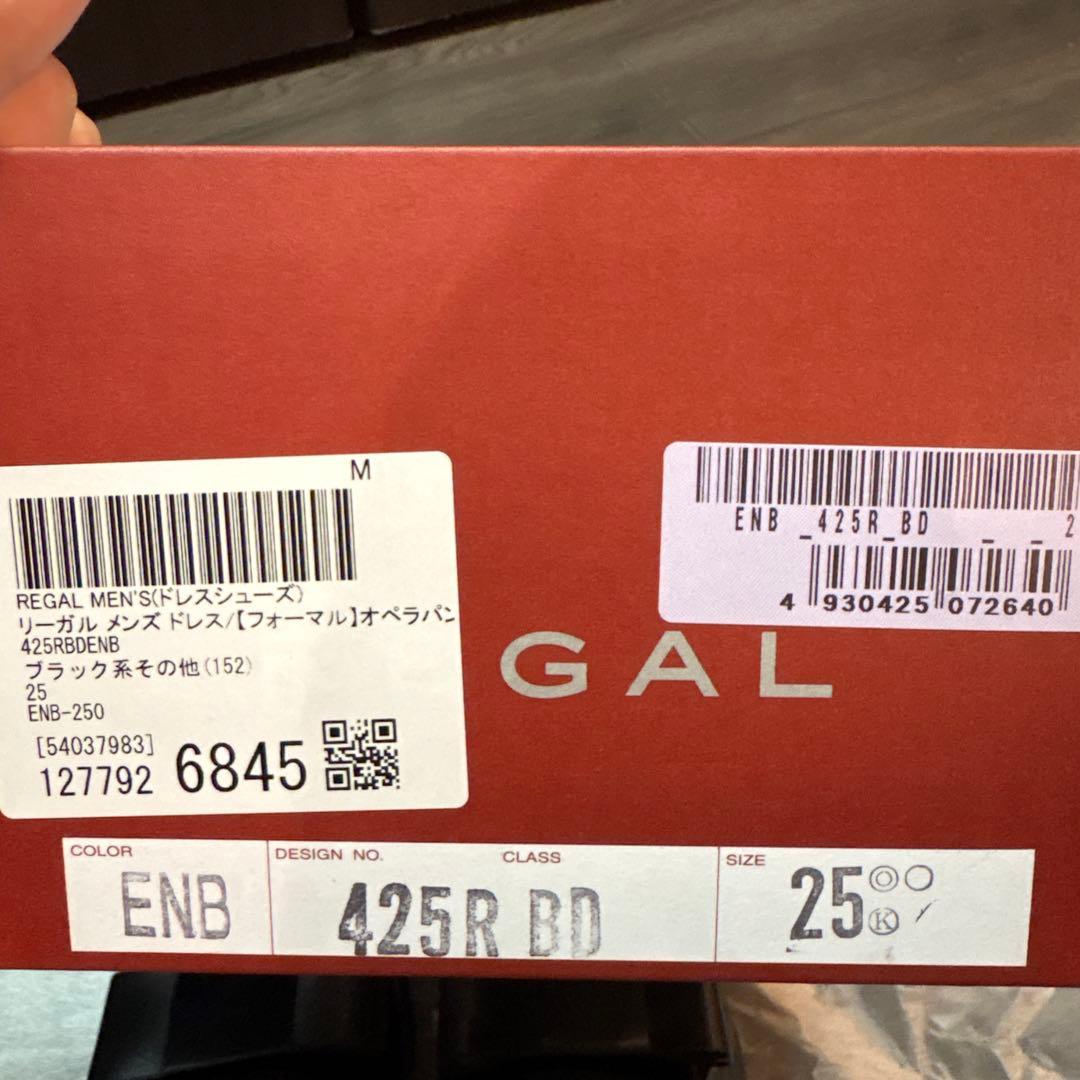 M
REGAL MEN'S(ドレスシューズ)
リーガル メンズ ドレス/【フォーマル】オペラパン
425RBDENB
ブラック系その他(152)
25
ENB-250
[54037983]
127792 6845
ENB _425R_BD _ _ 2
4 930425 072640
GAL
COLOR DESIGN NO. CLASS SIZE
ENB 425R BD 25 ◎○
Ⓚ